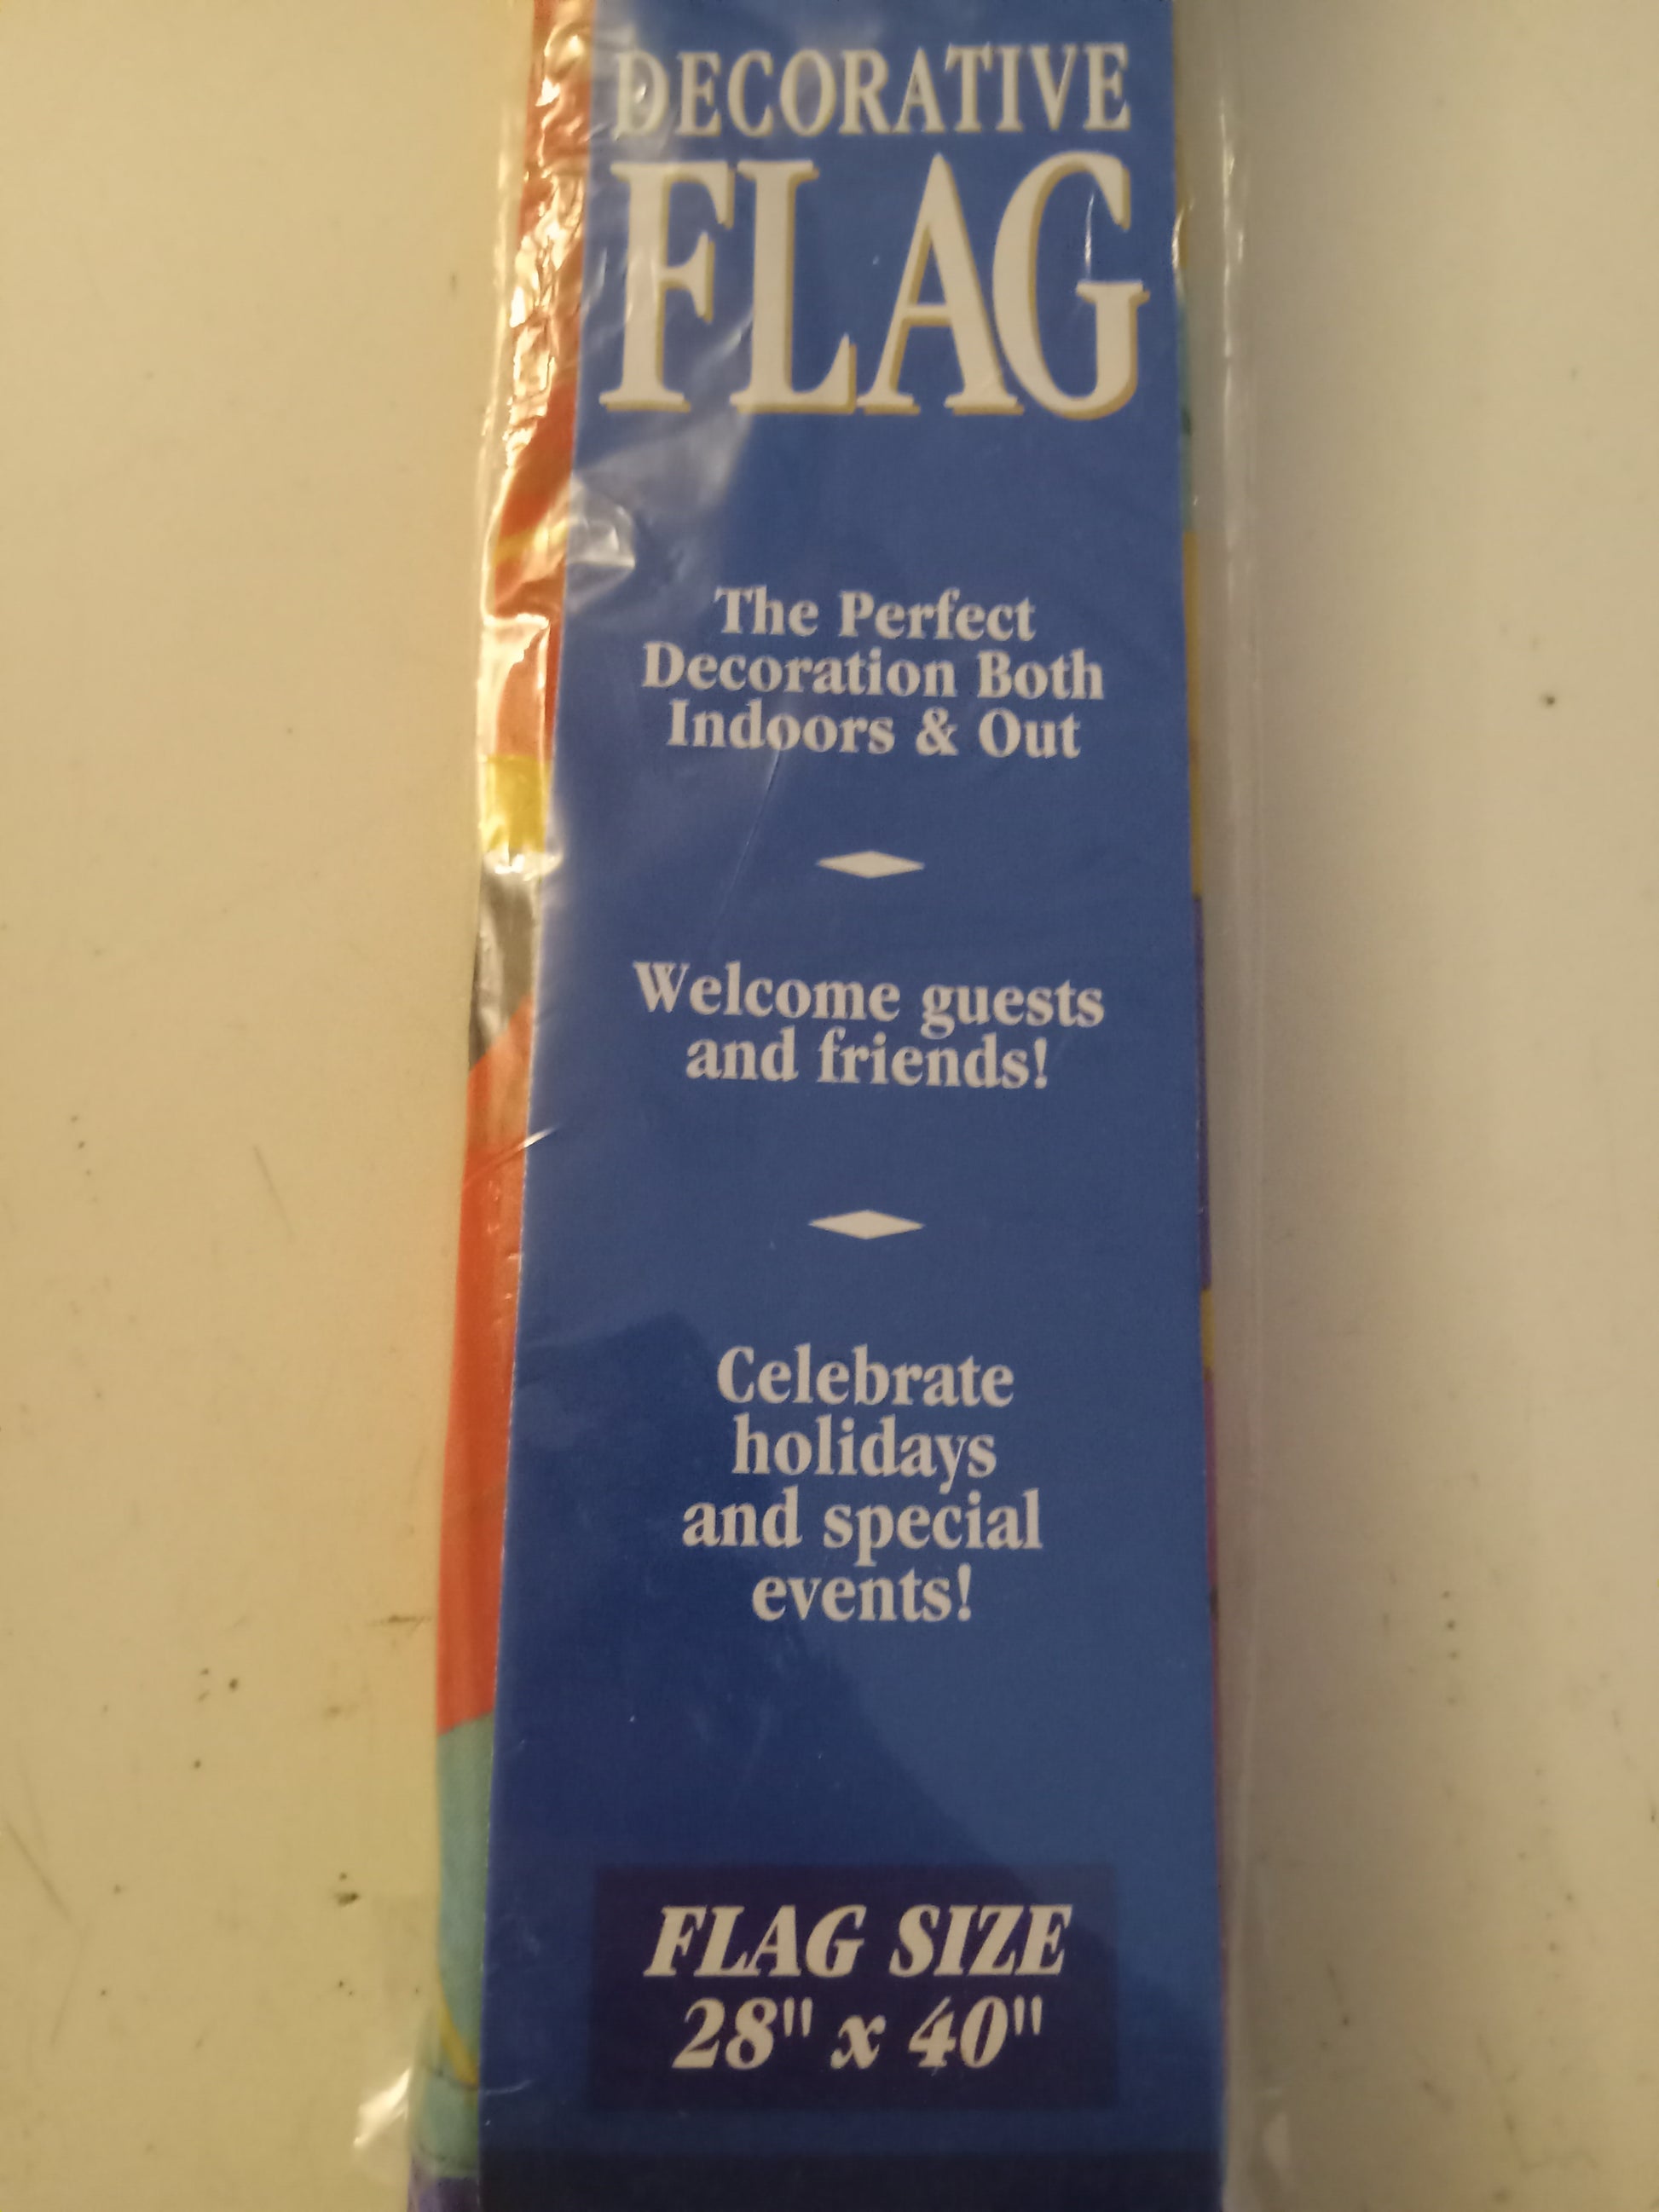 DECORATIVE
FLAG
The Perfect
Decoration Both
Indoors & Out
Welcome guests
and friends!
Celebrate
holidays
and special
events!
FLAG SIZE
28" x 40"